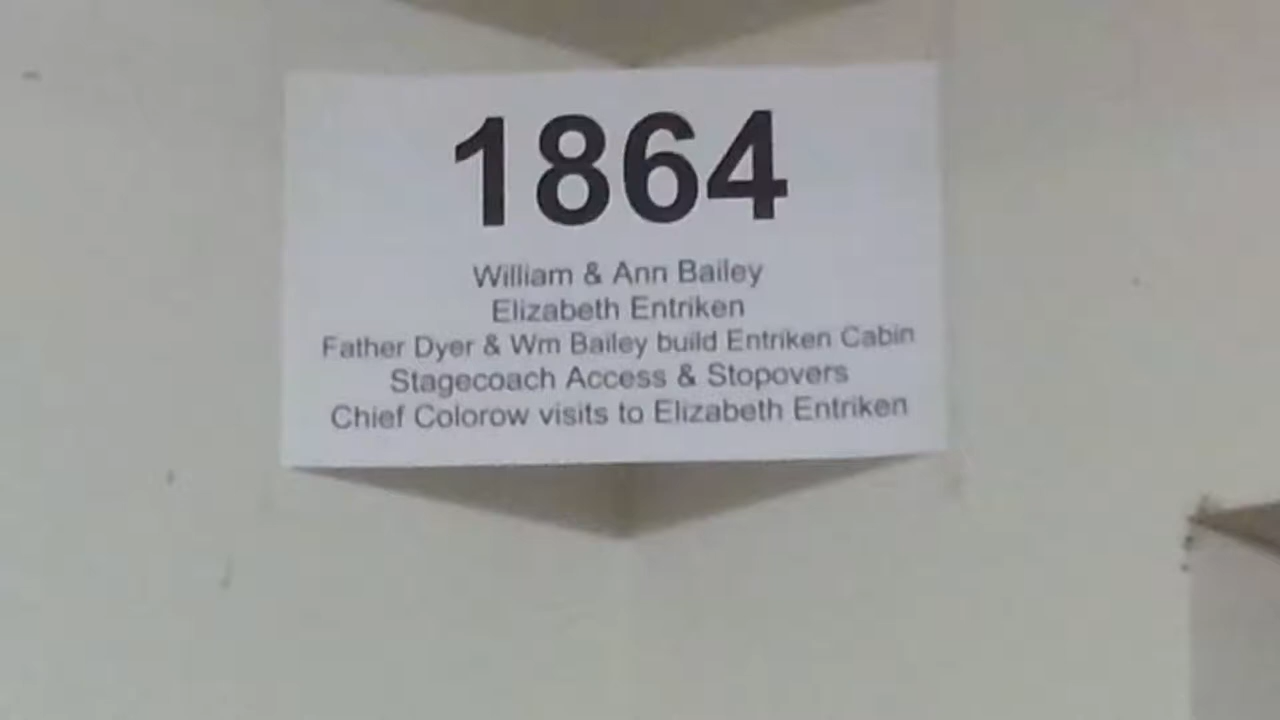 1864
William & Ann Bailey
Elizabeth Entriken
Father Dyer & Wm Bailey build Entriken Cabin
Stagecoach Access & Stopovers
Chief Colorow visits to Elizabeth Entriken